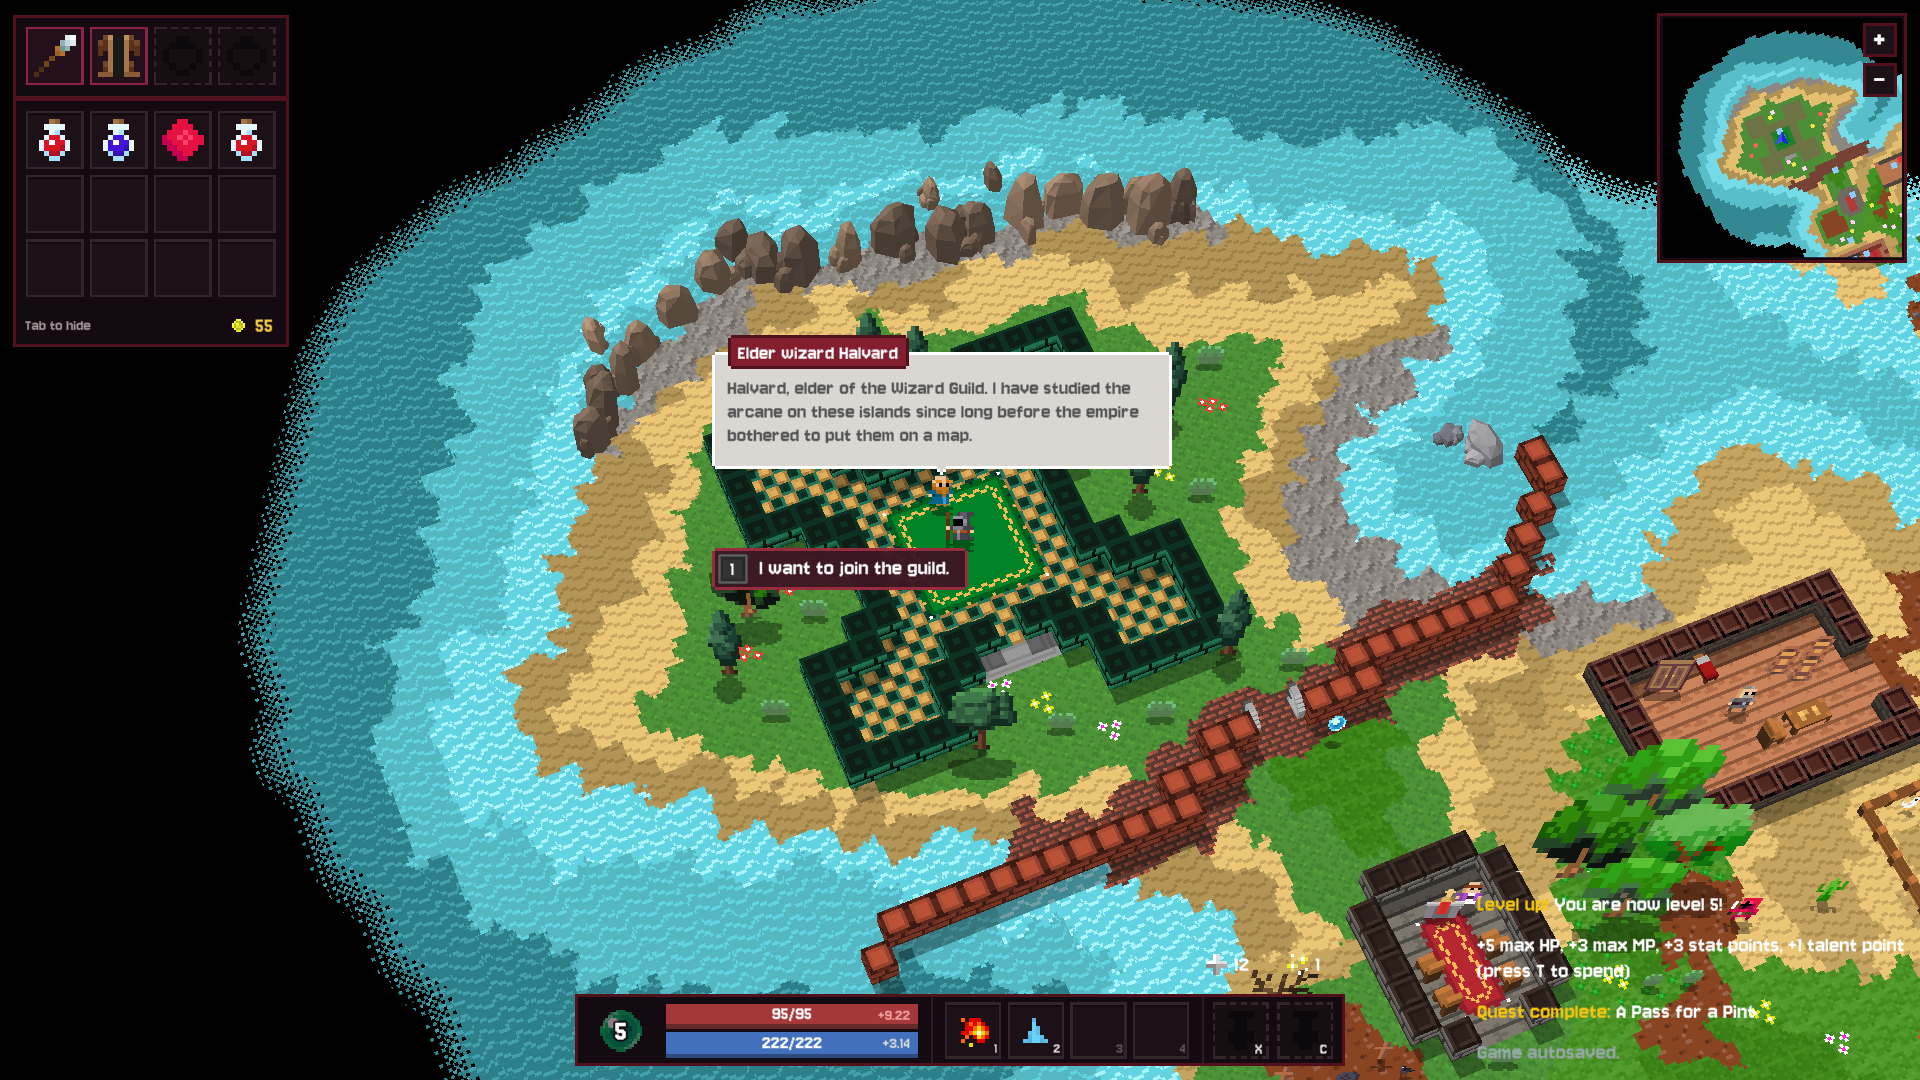 +
−
Tab to hide
55
Elder wizard Halvard
Halvard, elder of the Wizard Guild. I have studied the
arcane on these islands since long before the empire
bothered to put them on a map.
1 I want to join the guild.
Level up! You are now level 5!
+5 max HP, +3 max MP, +3 stat points, +1 talent point
(press T to spend)
Quest complete: A Pass for a Pint
Game autosaved.
12 1
5
95/95 +9.22
222/222 +3.14
1 2 3 4 X C